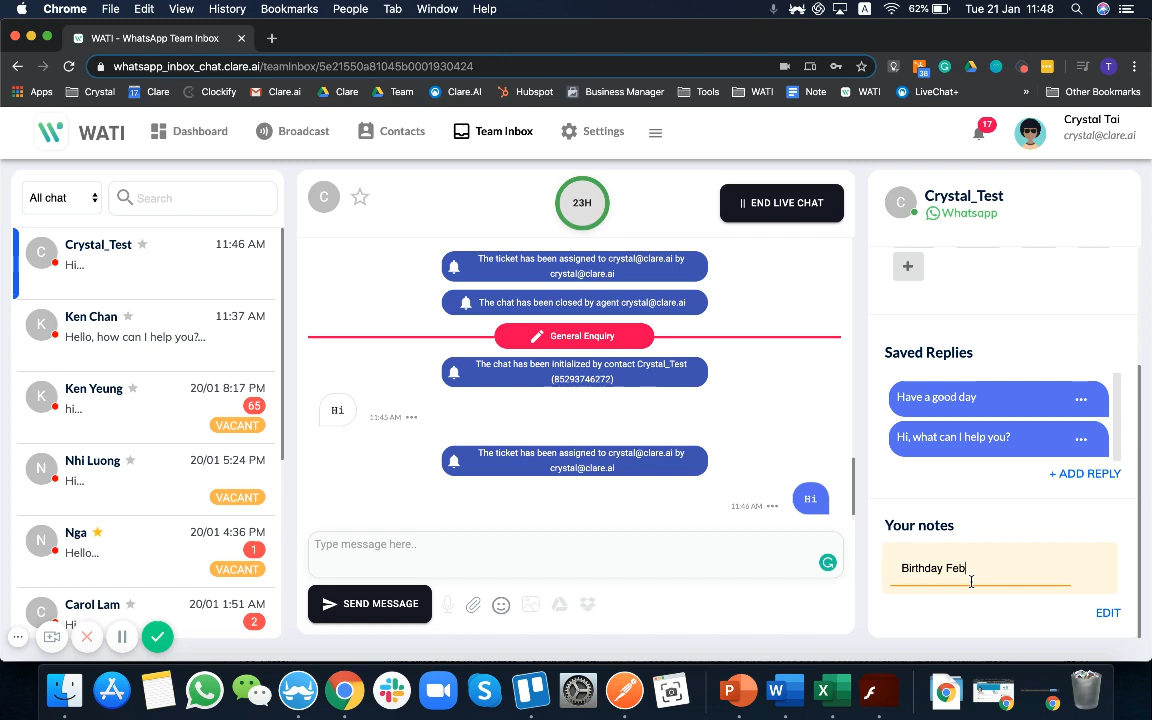 Chrome File Edit View History Bookmarks People Tab Window Help A 62% Tue 21 Jan 11:48
WATI - WhatsApp Team Inbox
whatsapp_inbox_chat.clare.ai/teamInbox/5e21550a81045b0001930424 38 T
Apps Crystal 17 Clare Clockify Clare.ai Clare Team Clare.AI Hubspot Business Manager Tools WATI Note WATI LiveChat+ » Other Bookmarks
WATI Dashboard Broadcast Contacts Team Inbox Settings 17
Crystal Tai
crystal@clare.ai
All chat Search
Crystal_Test 11:46 AM
C
Hi...
Ken Chan 11:37 AM
K
Hello, how can I help you?...
Ken Yeung 20/01 8:17 PM
K
hi... 65
VACANT
Nhi Luong 20/01 5:24 PM
N
Hi...
VACANT
Nga 20/01 4:36 PM
N
Hello... 1
VACANT
Carol Lam 20/01 1:51 AM
C
Hi 2
C 23H END LIVE CHAT
The ticket has been assigned to crystal@clare.ai by
crystal@clare.ai
The chat has been closed by agent crystal@clare.ai
General Enquiry
The chat has been initialized by contact Crystal_Test
(85293746272)
Hi 11:45 AM
The ticket has been assigned to crystal@clare.ai by
crystal@clare.ai
11:46 AM Hi
Type message here..
SEND MESSAGE
C Crystal_Test
Whatsapp
+
Saved Replies
Have a good day ...
Hi, what can I help you? ...
+ ADD REPLY
Your notes
Birthday Feb
EDIT